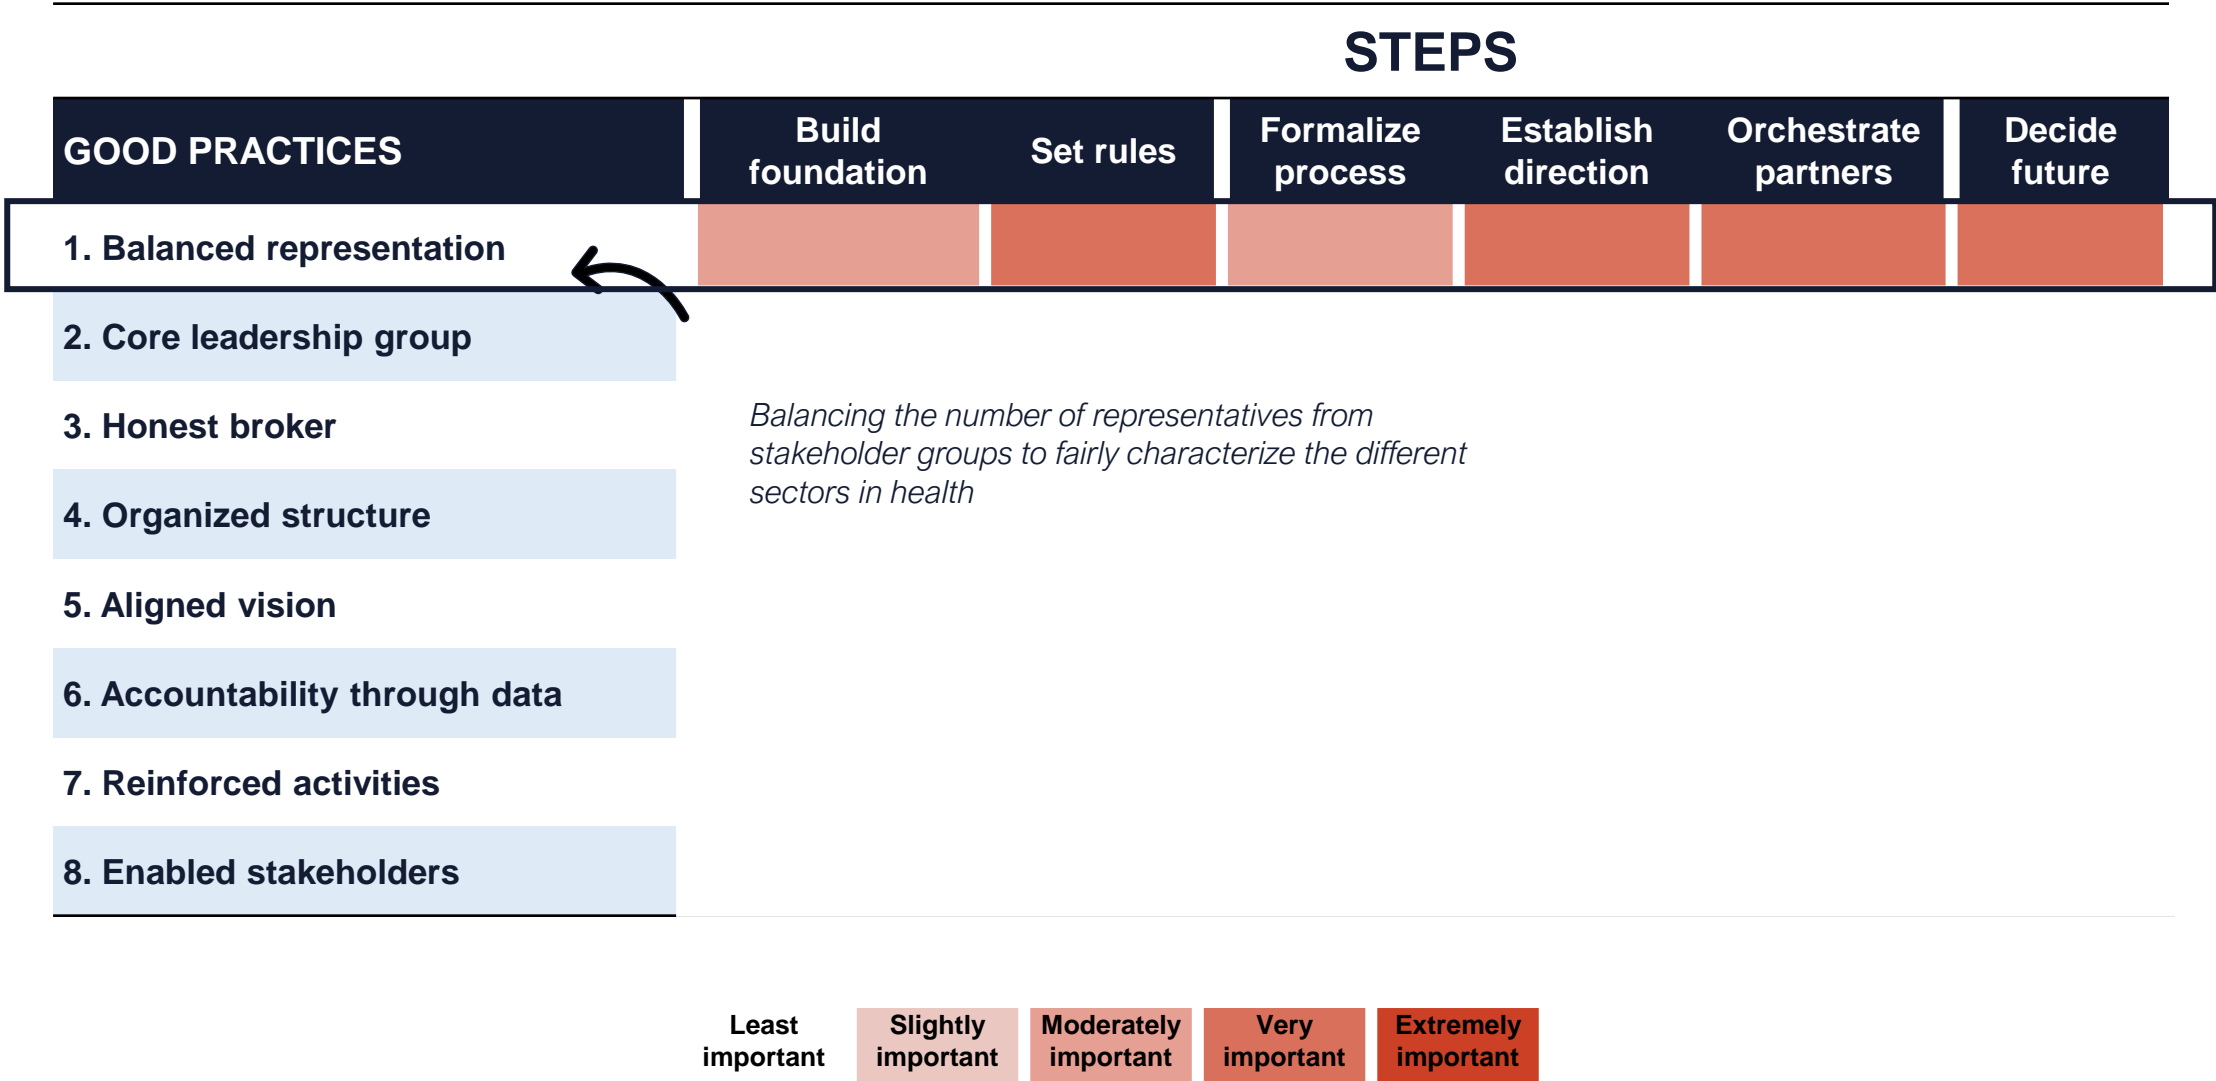 STEPS
GOOD PRACTICES
Build
foundation
Set rules
Formalize
process
Establish
direction
Orchestrate
partners
Decide
future
1. Balanced representation
2. Core leadership group
3. Honest broker
4. Organized structure
5. Aligned vision
6. Accountability through data
7. Reinforced activities
8. Enabled stakeholders
Balancing the number of representatives from
stakeholder groups to fairly characterize the different
sectors in health
Least
important
Slightly
important
Moderately
important
Very
important
Extremely
important